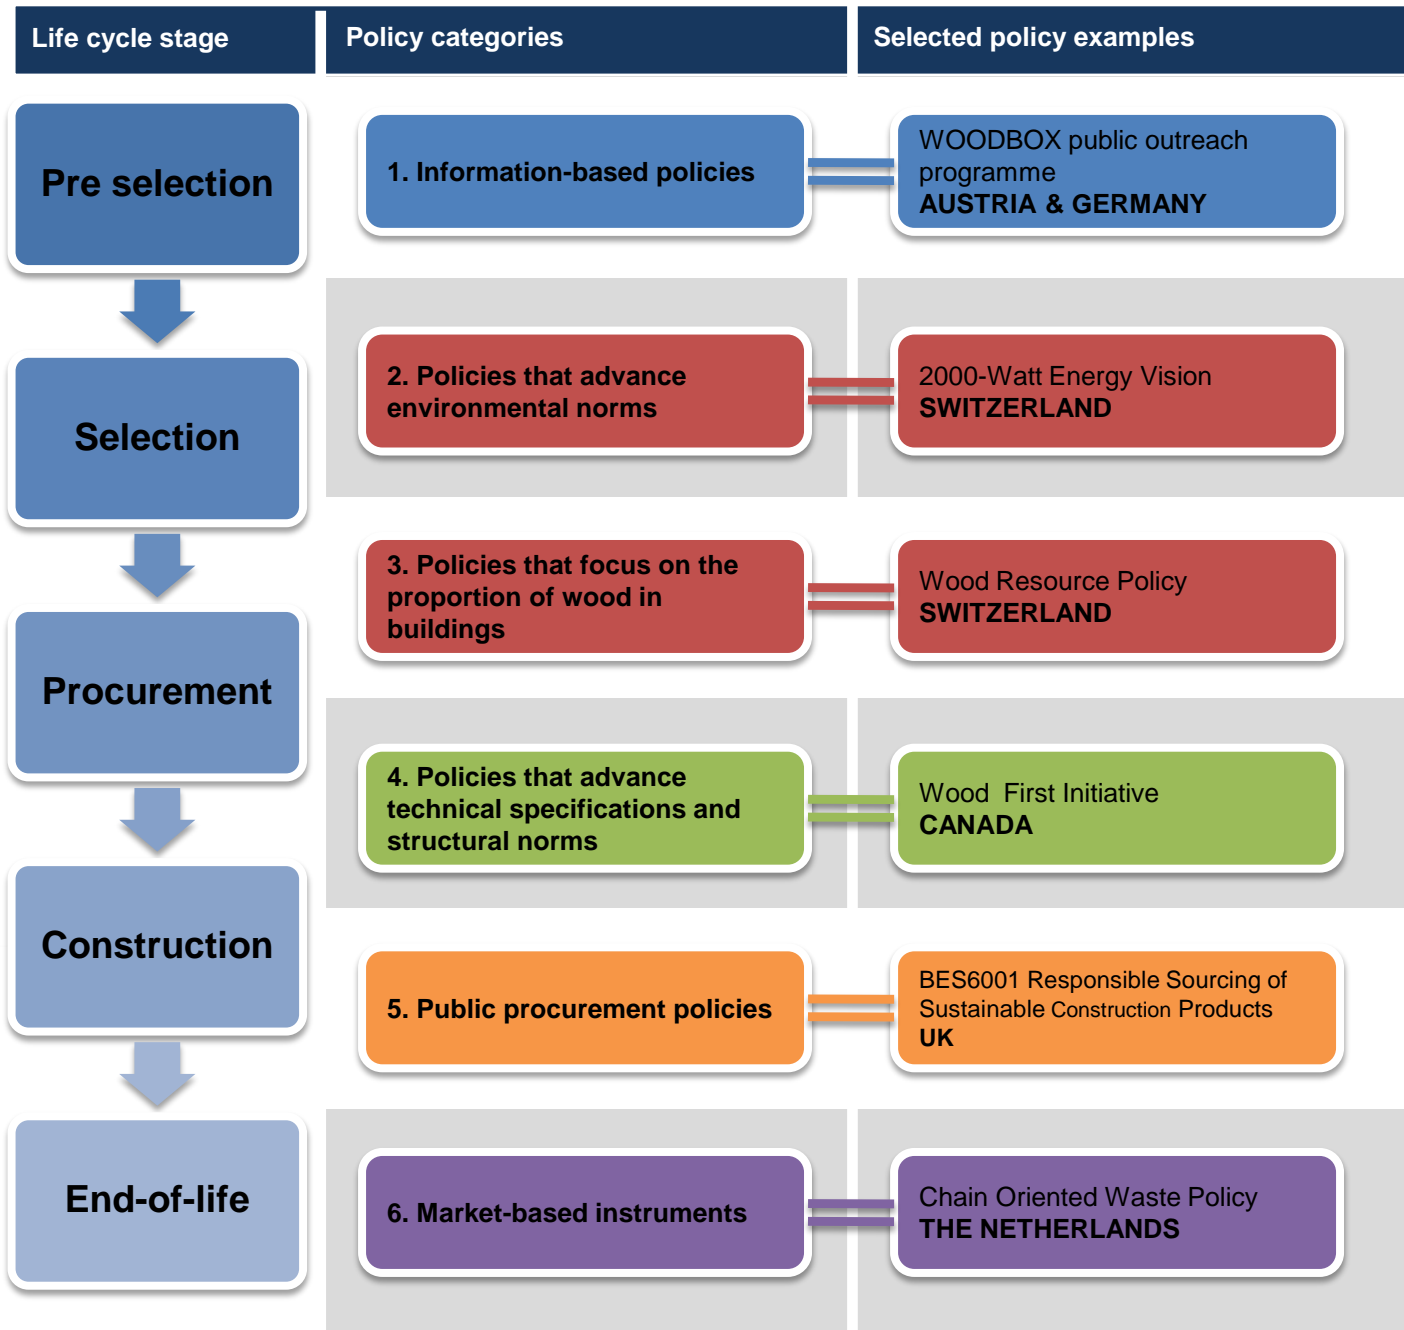 Life cycle stage
Policy categories
Selected policy examples
Pre selection
1. Information-based policies
WOODBOX public outreach
programme
AUSTRIA & GERMANY
Selection
2. Policies that advance
environmental norms
2000-Watt Energy Vision
SWITZERLAND
3. Policies that focus on the
proportion of wood in
buildings
Wood Resource Policy
SWITZERLAND
Procurement
4. Policies that advance
technical specifications and
structural norms
Wood  First Initiative
CANADA
Construction
5. Public procurement policies
BES6001 Responsible Sourcing of
Sustainable Construction Products
UK
End-of-life
6. Market-based instruments
Chain Oriented Waste Policy
THE NETHERLANDS